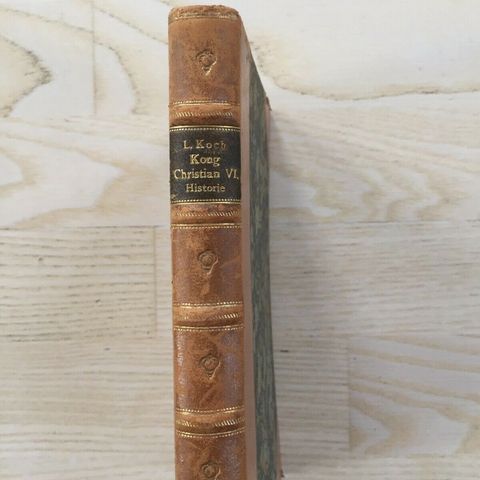 L. Koch
Kong
Christian VI.
Historie